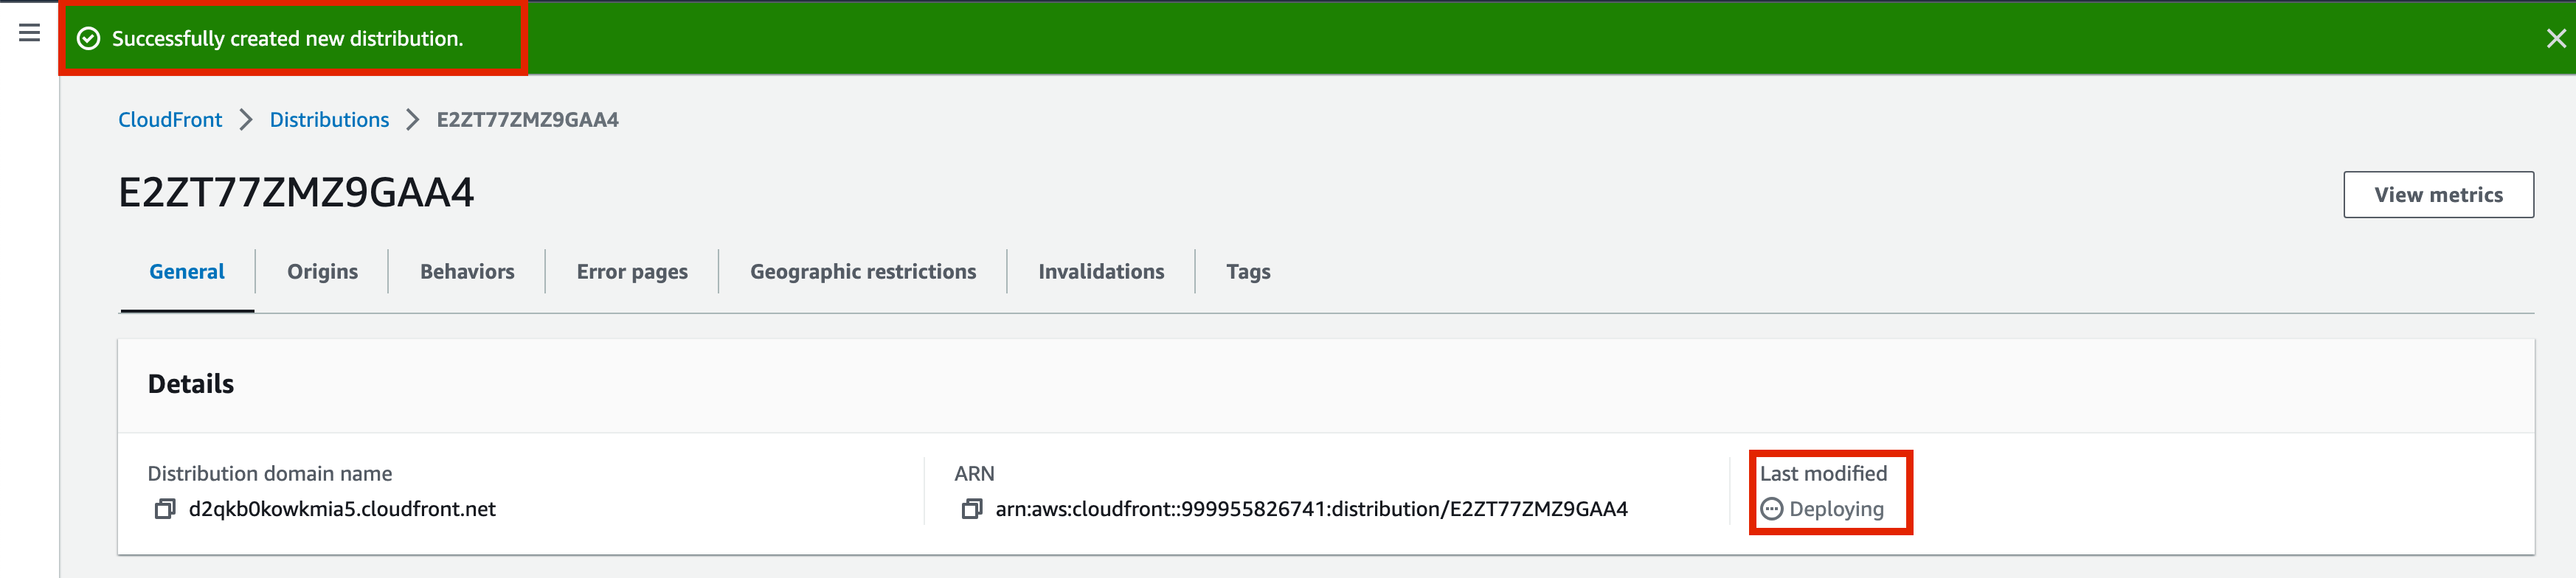 Successfully created new distribution.
CloudFront > Distributions > E2ZT77ZMZ9GAA4
E2ZT77ZMZ9GAA4
View metrics
General Origins Behaviors Error pages Geographic restrictions Invalidations Tags
Details
Distribution domain name
d2qkb0kowkmia5.cloudfront.net
ARN
arn:aws:cloudfront::999955826741:distribution/E2ZT77ZMZ9GAA4
Last modified
Deploying